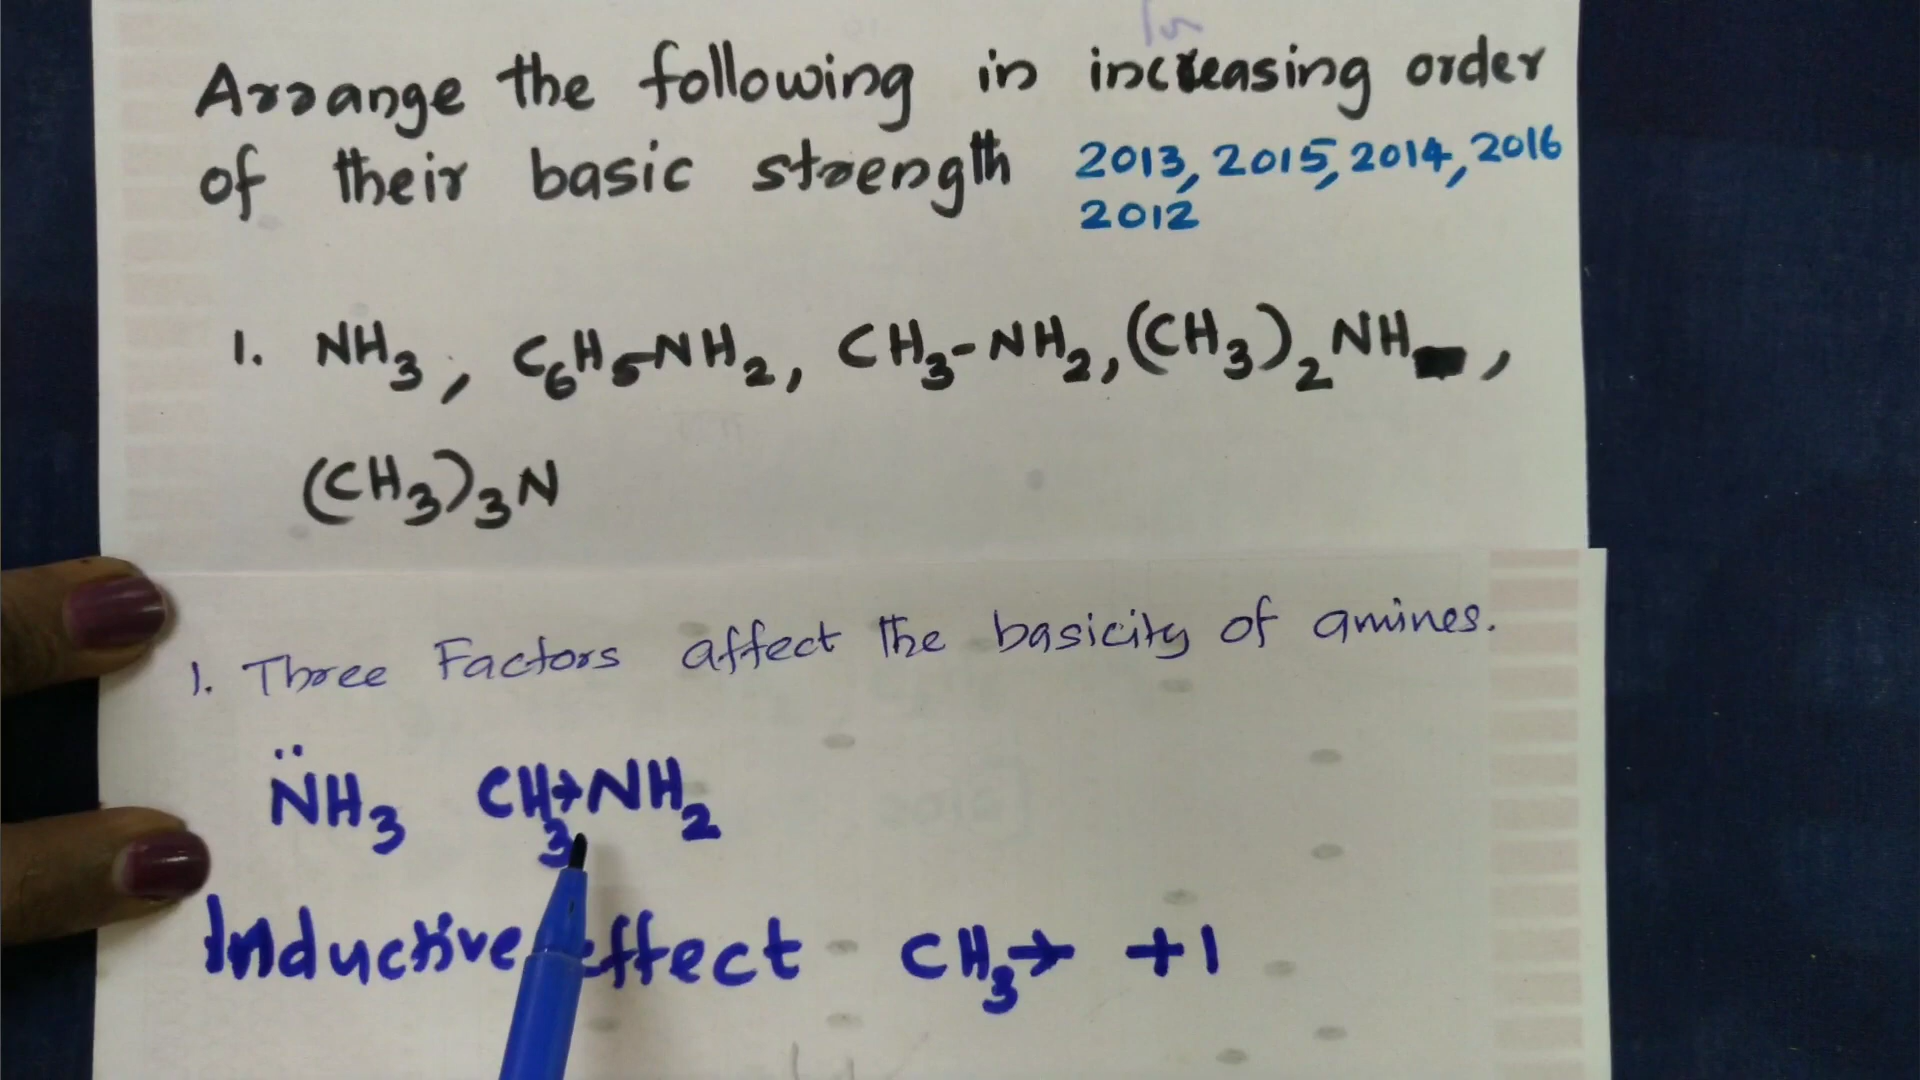 Arrange the following in increasing order
of their basic strength 2013, 2015, 2014, 2016
2012
1. NH3, C6H5-NH2, CH3-NH2, (CH3)2NH,
(CH3)3N
1. Three Factors affect the basicity of amines.
N̈H3 CH3→NH2
Inductive effect CH3→ +I